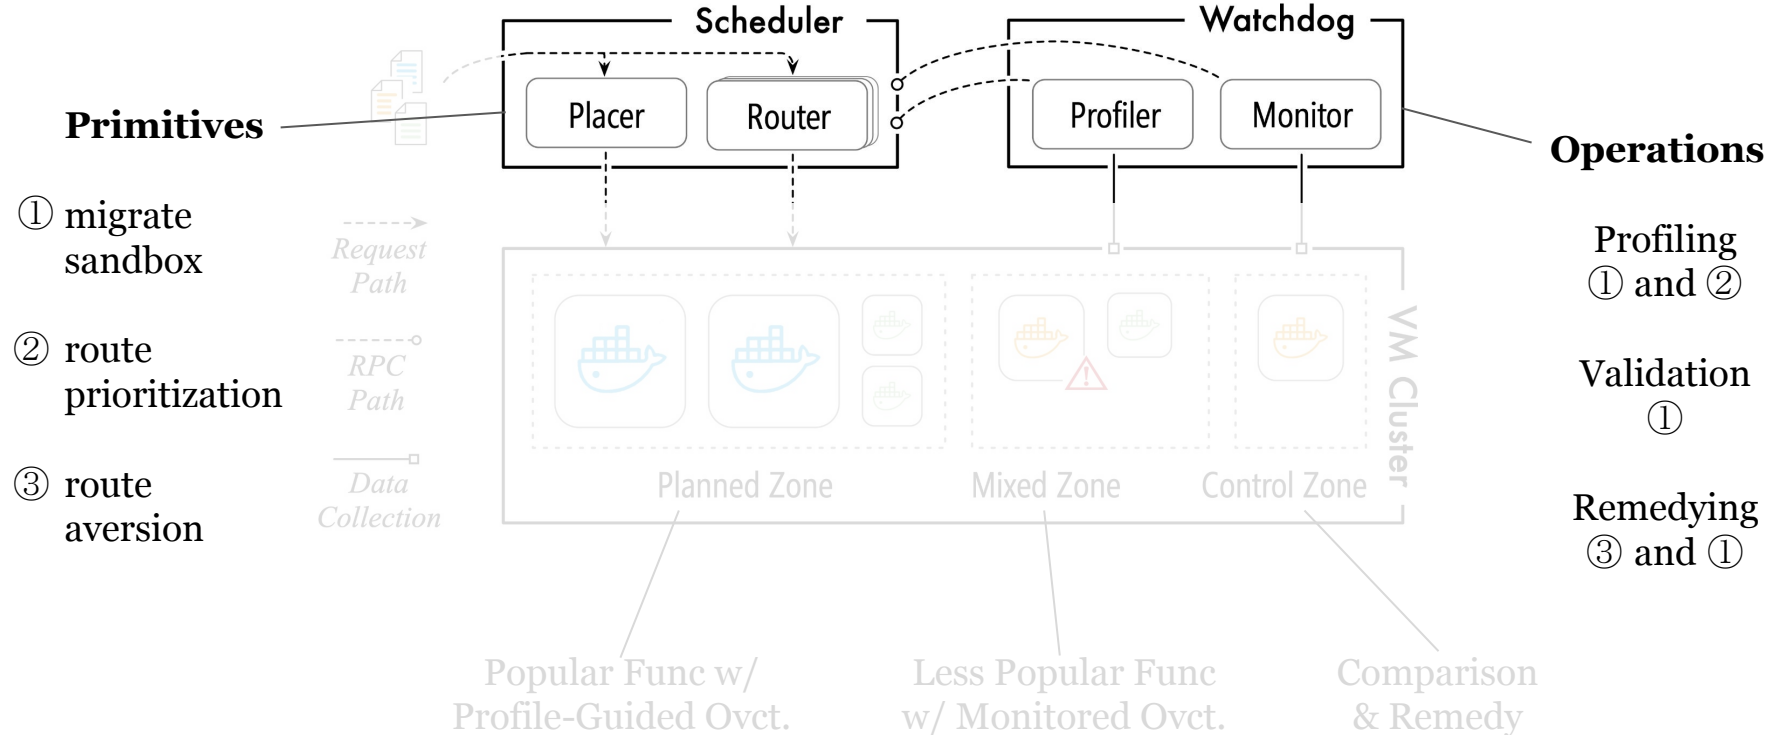 Scheduler
Watchdog
Placer
Router
Profiler
Monitor
Primitives
① migrate
sandbox
② route
prioritization
③ route
aversion
Request
Path
RPC
Path
Data
Collection
VM Cluster
Planned Zone
Mixed Zone
Control Zone
Popular Func w/
Profile-Guided Ovct.
Less Popular Func
w/ Monitored Ovct.
Comparison
& Remedy
Operations
Profiling
① and ②
Validation
①
Remedying
③ and ①